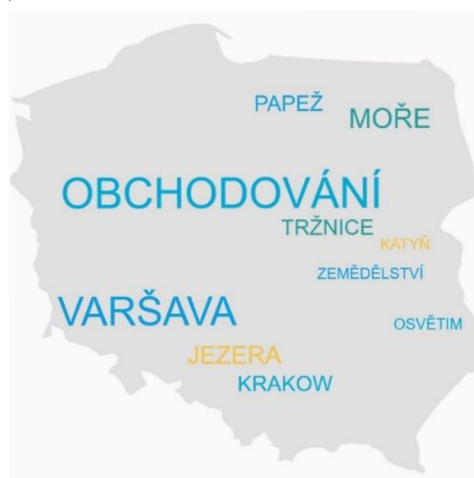 PAPEŽ
MOŘE
OBCHODOVÁNÍ
TRŽNICE
KATYŇ
ZEMĚDĚLSTVÍ
VARŠAVA
OSVĚTIM
JEZERA
KRAKOW